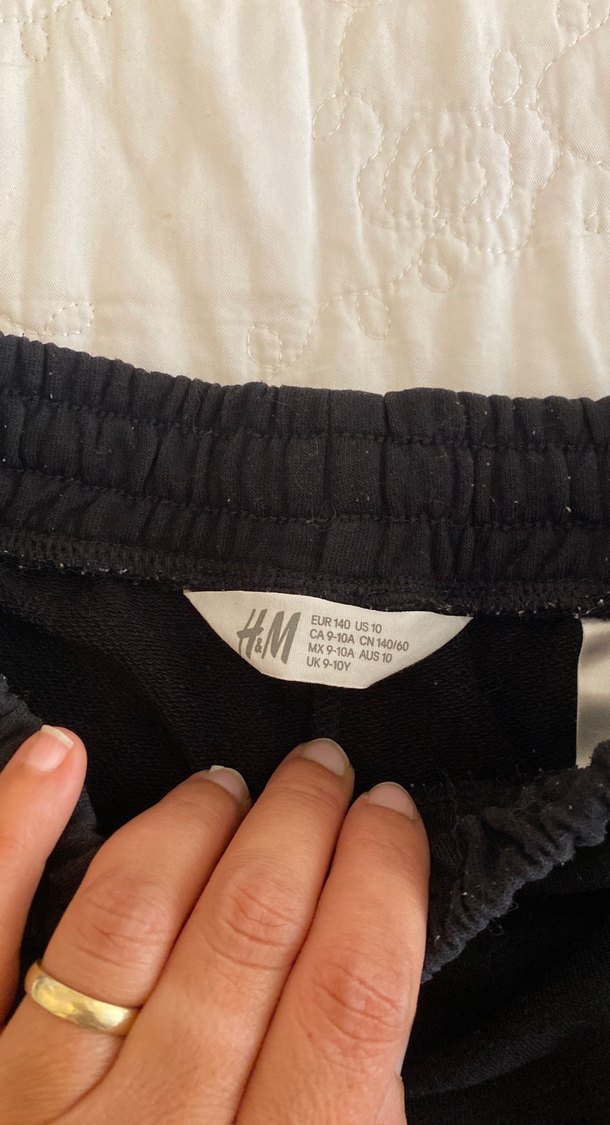 H&M
EUR 140 US 10
CA 9-10A CN 140/60
MX 9-10A AUS 10
UK 9-10Y